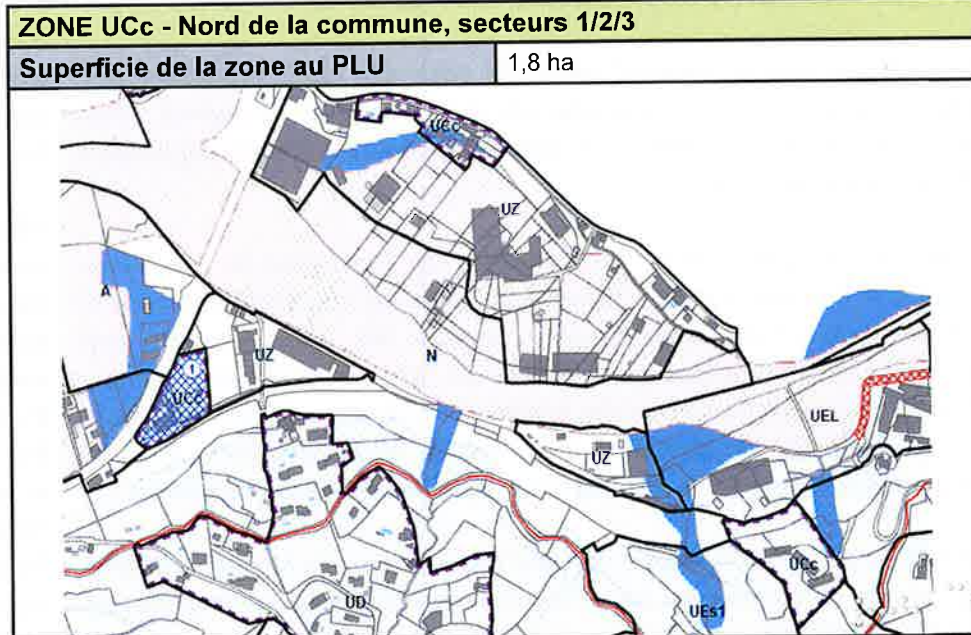 ZONE UCc - Nord de la commune, secteurs 1/2/3
Superficie de la zone au PLU 1,8 ha
UCc
UZ
A
UZ
N
1
UCc
UEL
UZ
UCc
UD
UEs1